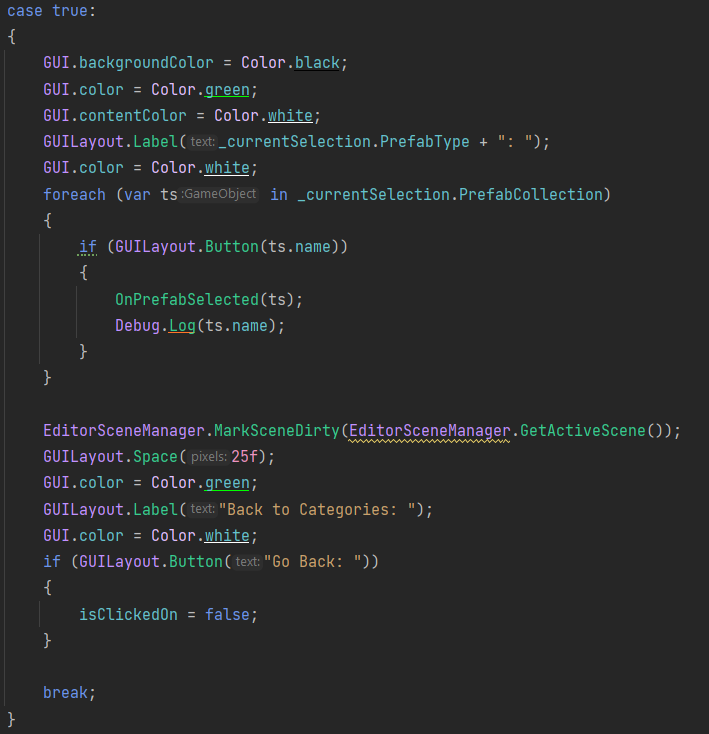 case true:
{
GUI.backgroundColor = Color.black;
GUI.color = Color.green;
GUI.contentColor = Color.white;
GUILayout.Label( text: _currentSelection.PrefabType + ": ");
GUI.color = Color.white;
foreach (var ts :GameObject in _currentSelection.PrefabCollection)
{
if (GUILayout.Button(ts.name))
{
OnPrefabSelected(ts);
Debug.Log(ts.name);
}
}
EditorSceneManager.MarkSceneDirty(EditorSceneManager.GetActiveScene());
GUILayout.Space( pixels: 25f);
GUI.color = Color.green;
GUILayout.Label( text: "Back to Categories: ");
GUI.color = Color.white;
if (GUILayout.Button( text: "Go Back: "))
{
isClickedOn = false;
}
break;
}